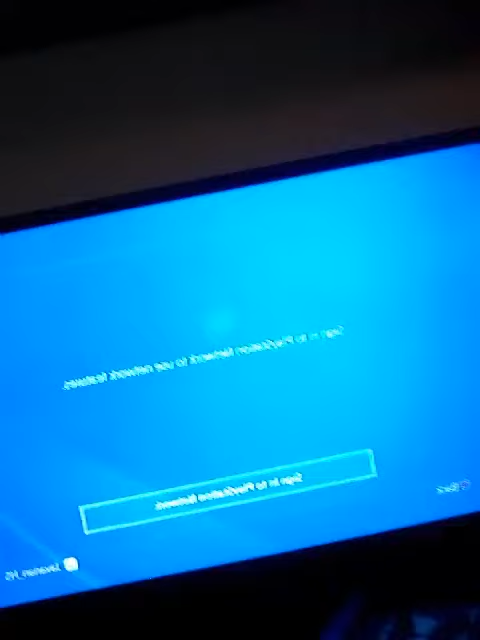 Sign in to PlayStation Network to use network features.
Sign in to PlayStation Network
Back